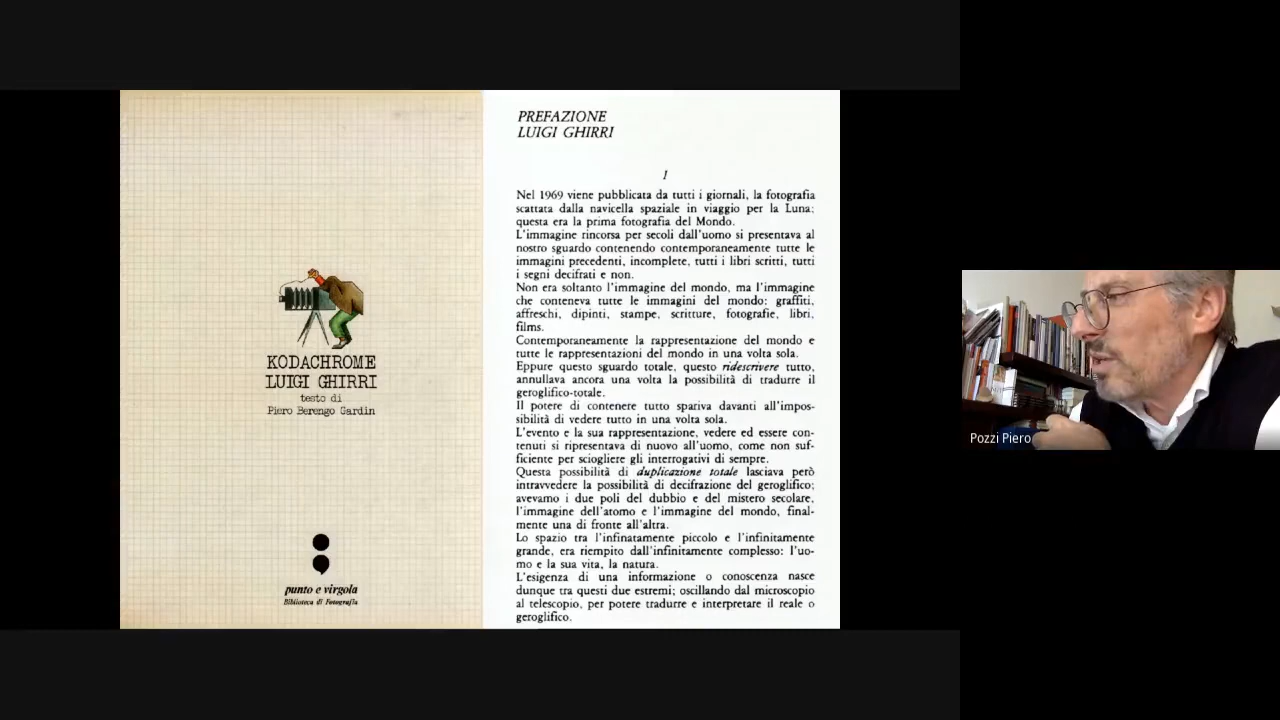 KODACHROME
LUIGI GHIRRI
testo di
Piero Berengo Gardin
punto e virgola
Biblioteca di Fotografia
PREFAZIONE
LUIGI GHIRRI
1
Nel 1969 viene pubblicata da tutti i giornali, la fotografia
scattata dalla navicella spaziale in viaggio per la Luna;
questa era la prima fotografia del Mondo.
L'immagine rincorsa per secoli dall'uomo si presentava al
nostro sguardo contenendo contemporaneamente tutte le
immagini precedenti, incomplete, tutti i libri scritti, tutti
i segni decifrati e non.
Non era soltanto l'immagine del mondo, ma l'immagine
che conteneva tutte le immagini del mondo: graffiti,
affreschi, dipinti, stampe, scritture, fotografie, libri,
films.
Contemporaneamente la rappresentazione del mondo e
tutte le rappresentazioni del mondo in una volta sola.
Eppure questo sguardo totale, questo ridescrivere tutto,
annullava ancora una volta la possibilità di tradurre il
geroglifico-totale.
Il potere di contenere tutto spariva davanti all'impos-
sibilità di vedere tutto in una volta sola.
L'evento e la sua rappresentazione, vedere ed essere con-
tenuti si ripresentava di nuovo all'uomo, come non suf-
ficiente per sciogliere gli interrogativi di sempre.
Questa possibilità di duplicazione totale lasciava però
intravvedere la possibilità di decifrazione del geroglifico;
avevamo i due poli del dubbio e del mistero secolare,
l'immagine dell'atomo e l'immagine del mondo, final-
mente una di fronte all'altra.
Lo spazio tra l'infinatamente piccolo e l'infinitamente
grande, era riempito dall'infinitamente complesso: l'uo-
mo e la sua vita, la natura.
L'esigenza di una informazione o conoscenza nasce
dunque tra questi due estremi; oscillando dal microscopio
al telescopio, per potere tradurre e interpretare il reale o
geroglifico.
Pozzi Piero